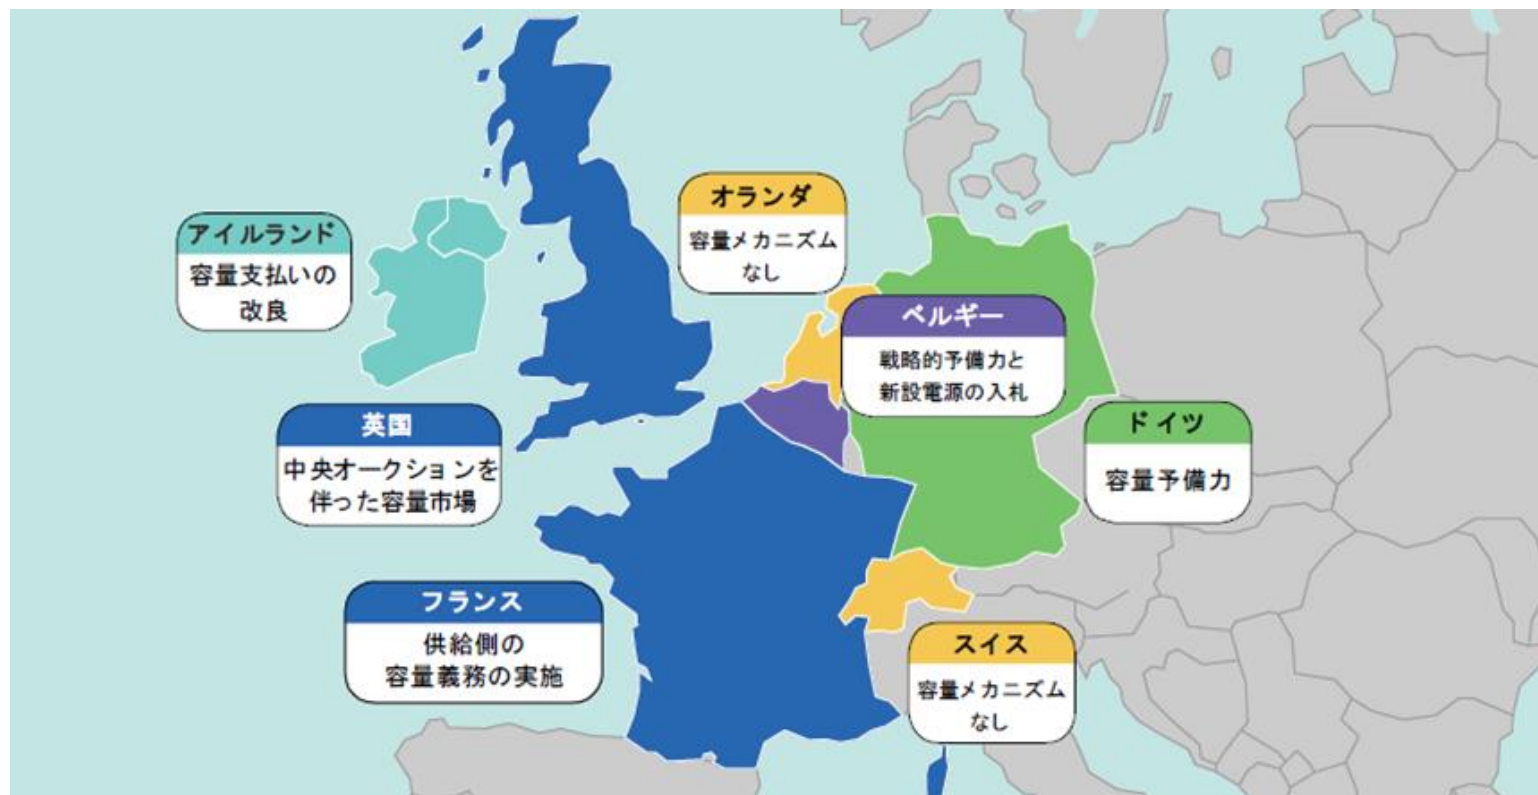 オランダ
容量メカニズム
なし
アイルランド
容量支払いの
改良
ベルギー
戦略的予備力と
新設電源の入札
英国
中央オークションを
伴った容量市場
ドイツ
容量予備力
フランス
供給側の
容量義務の実施
スイス
容量メカニズム
なし